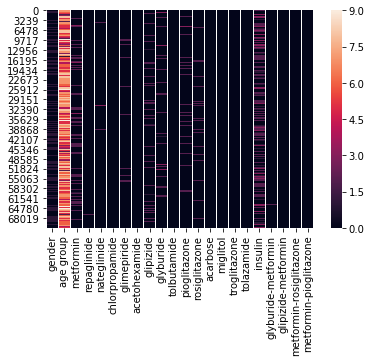 0
3239
6478
9717
12956
16195
19434
22673
25912
29151
32390
35629
38868
42107
45346
48585
51824
55063
58302
61541
64780
68019
gender
age group
metformin
repaglinide
nateglinide
chlorpropamide
glimepiride
acetohexamide
glipizide
glyburide
tolbutamide
pioglitazone
rosiglitazone
acarbose
miglitol
troglitazone
tolazamide
insulin
glyburide-metformin
glipizide-metformin
metformin-rosiglitazone
metformin-pioglitazone
9.0
7.5
6.0
4.5
3.0
1.5
0.0